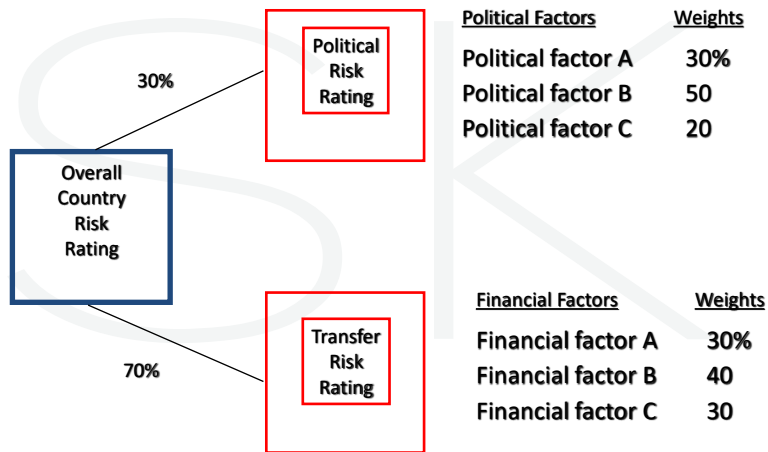 Political Factors Weights
Political factor A 30%
Political factor B 50
Political factor C 20
Political
Risk
Rating
30%
Overall
Country
Risk
Rating
70%
Transfer
Risk
Rating
Financial Factors Weights
Financial factor A 30%
Financial factor B 40
Financial factor C 30
SK